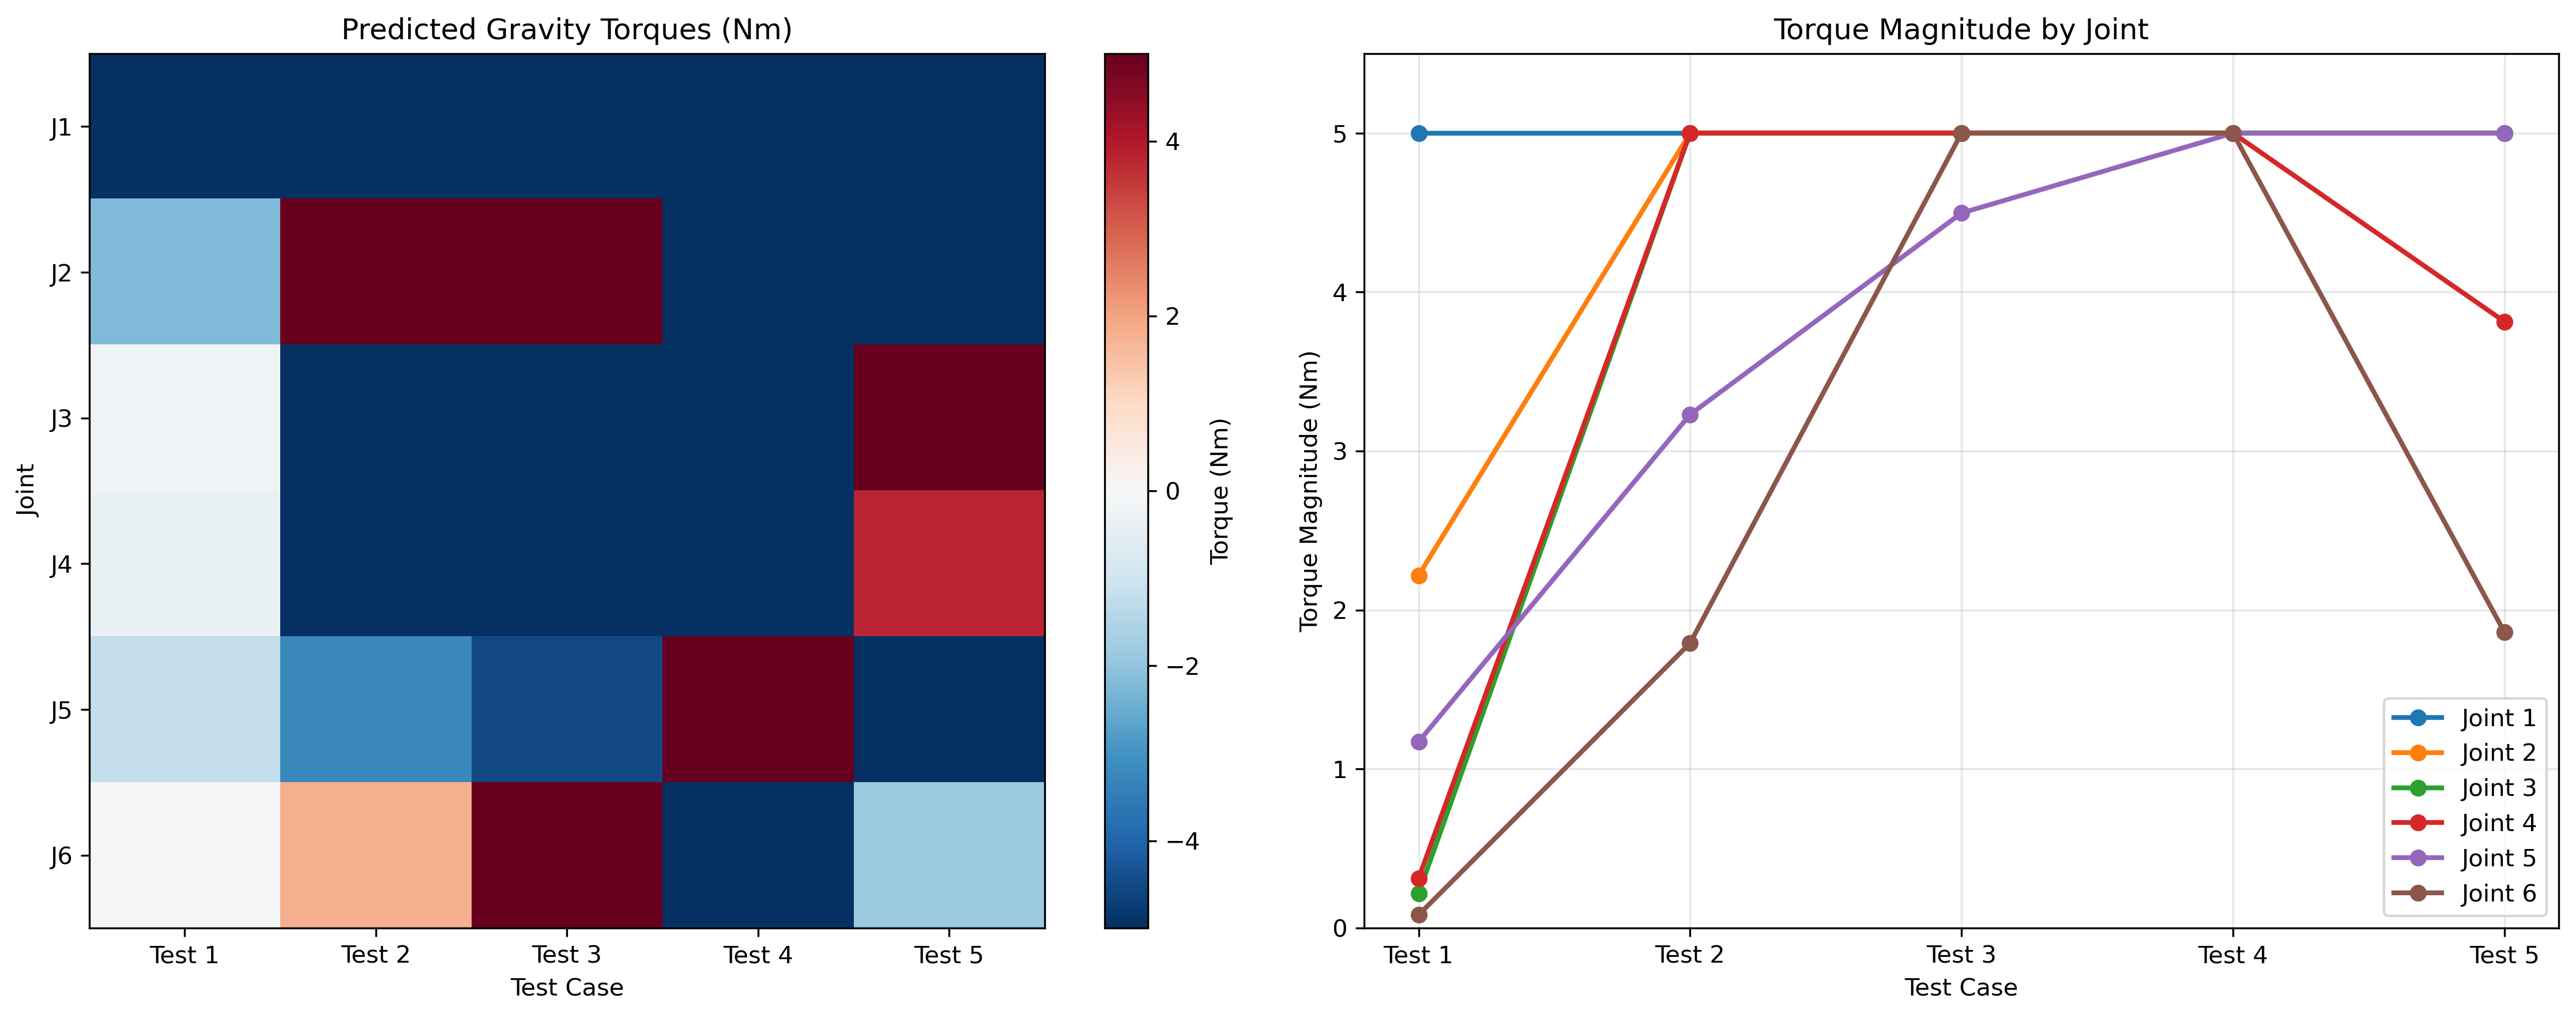 Predicted Gravity Torques (Nm)
J1
J2
J3
J4
J5
J6
Joint
Test 1
Test 2
Test 3
Test 4
Test 5
Test Case
4
2
0
−2
−4
Torque (Nm)
Torque Magnitude by Joint
5
4
3
2
1
0
Torque Magnitude (Nm)
Test 1
Test 2
Test 3
Test 4
Test 5
Test Case
Joint 1
Joint 2
Joint 3
Joint 4
Joint 5
Joint 6